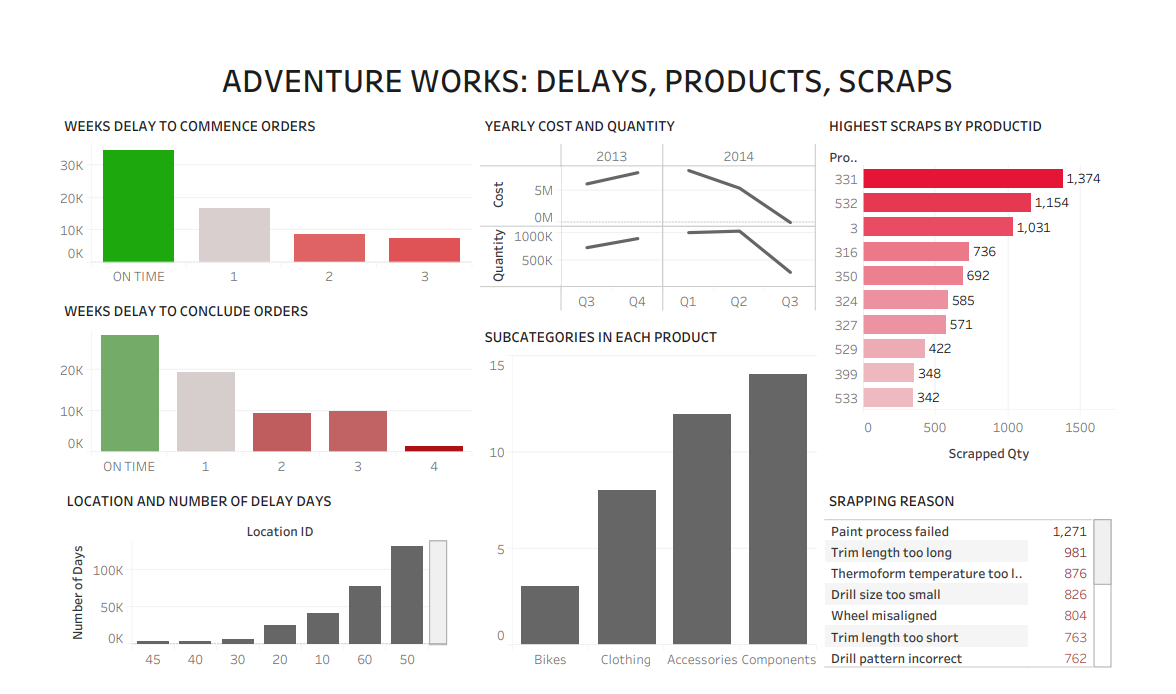 ADVENTURE WORKS: DELAYS, PRODUCTS, SCRAPS
WEEKS DELAY TO COMMENCE ORDERS
30K
20K
10K
0K
ON TIME 1 2 3
WEEKS DELAY TO CONCLUDE ORDERS
20K
10K
0K
ON TIME 1 2 3 4
LOCATION AND NUMBER OF DELAY DAYS
Location ID
Number of Days
100K
50K
0K
45 40 30 20 10 60 50
YEARLY COST AND QUANTITY
2013 2014
Cost
5M
0M
Quantity
1000K
500K
Q3 Q4 Q1 Q2 Q3
SUBCATEGORIES IN EACH PRODUCT
15
10
5
0
Bikes Clothing Accessories Components
HIGHEST SCRAPS BY PRODUCTID
Pro..
331 1,374
532 1,154
3 1,031
316 736
350 692
324 585
327 571
529 422
399 348
533 342
0 500 1000 1500
Scrapped Qty
SRAPPING REASON
Paint process failed 1,271
Trim length too long 981
Thermoform temperature too l.. 876
Drill size too small 826
Wheel misaligned 804
Trim length too short 763
Drill pattern incorrect 762